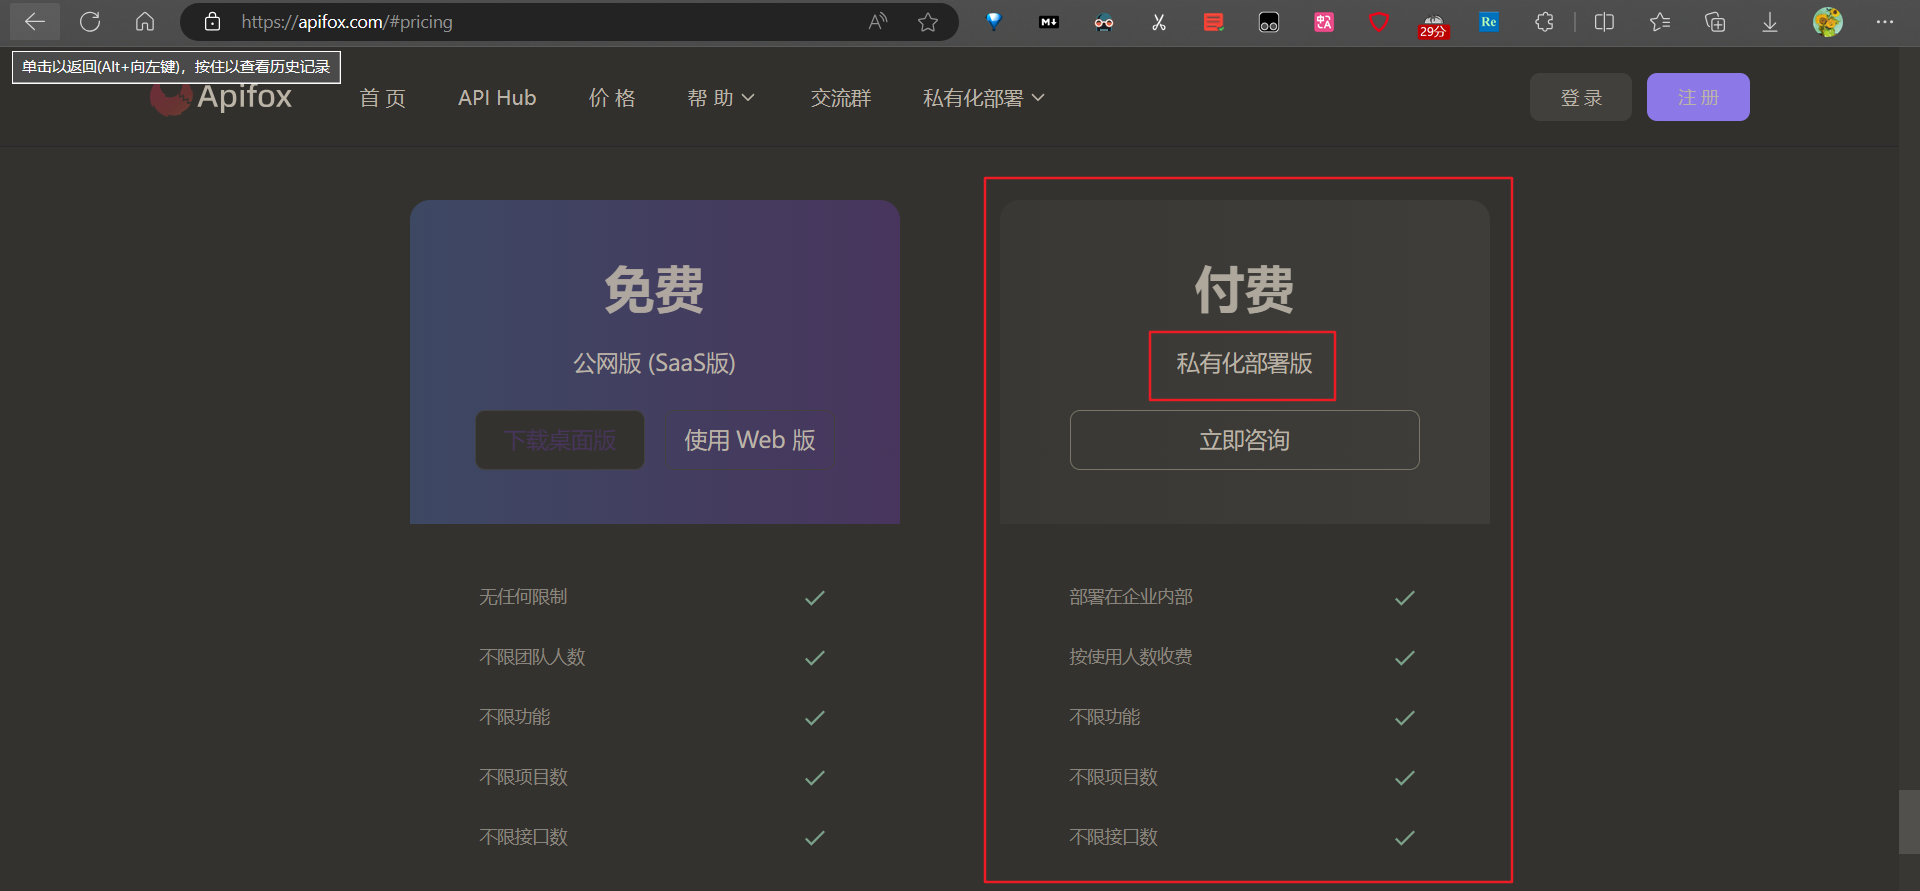 https://apifox.com/#pricing
29分
Re
单击以返回(Alt+向左键)，按住以查看历史记录
Apifox
首 页
API Hub
价 格
帮 助
交流群
私有化部署
登 录
注 册
免费
公网版 (SaaS版)
下载桌面版
使用 Web 版
无任何限制
不限团队人数
不限功能
不限项目数
不限接口数
付费
私有化部署版
立即咨询
部署在企业内部
按使用人数收费
不限功能
不限项目数
不限接口数